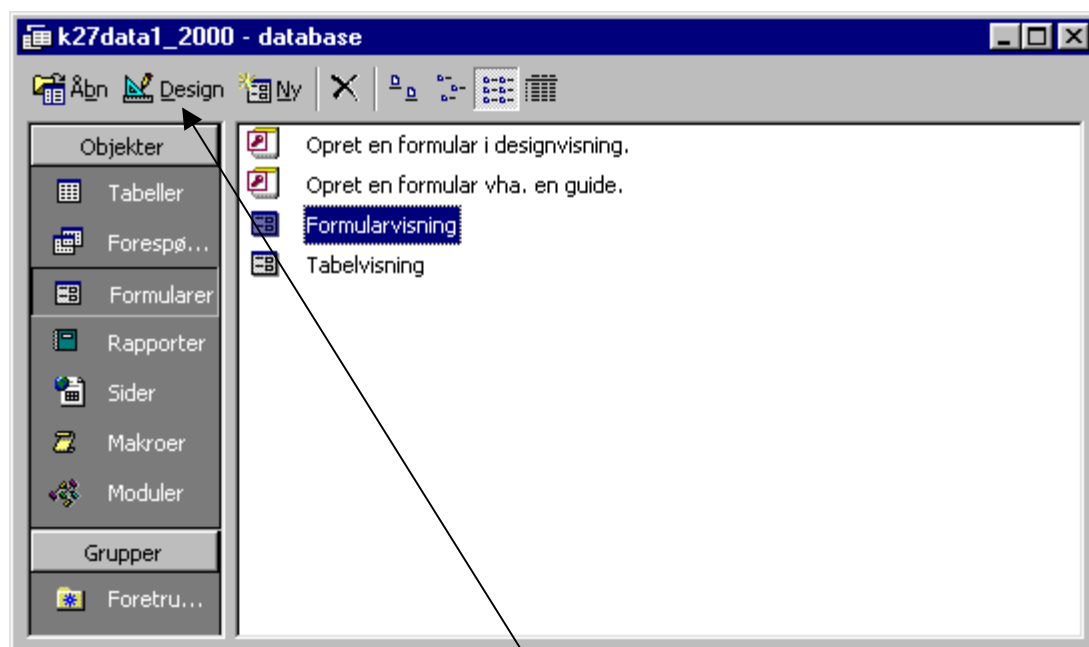 k27data1_2000 - database
Åbn Design Ny
Objekter
Tabeller
Forespø...
Formularer
Rapporter
Sider
Makroer
Moduler
Grupper
Foretru...
Opret en formular i designvisning.
Opret en formular vha. en guide.
Formularvisning
Tabelvisning